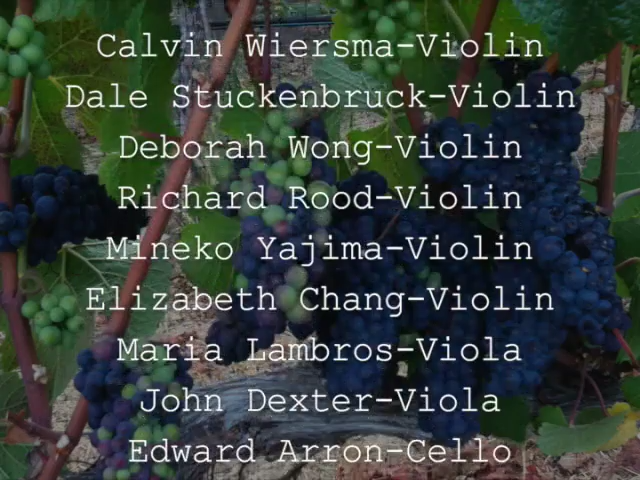 Calvin Wiersma-Violin
Dale Stuckenbruck-Violin
Deborah Wong-Violin
Richard Rood-Violin
Mineko Yajima-Violin
Elizabeth Chang-Violin
Maria Lambros-Viola
John Dexter-Viola
Edward Arron-Cello